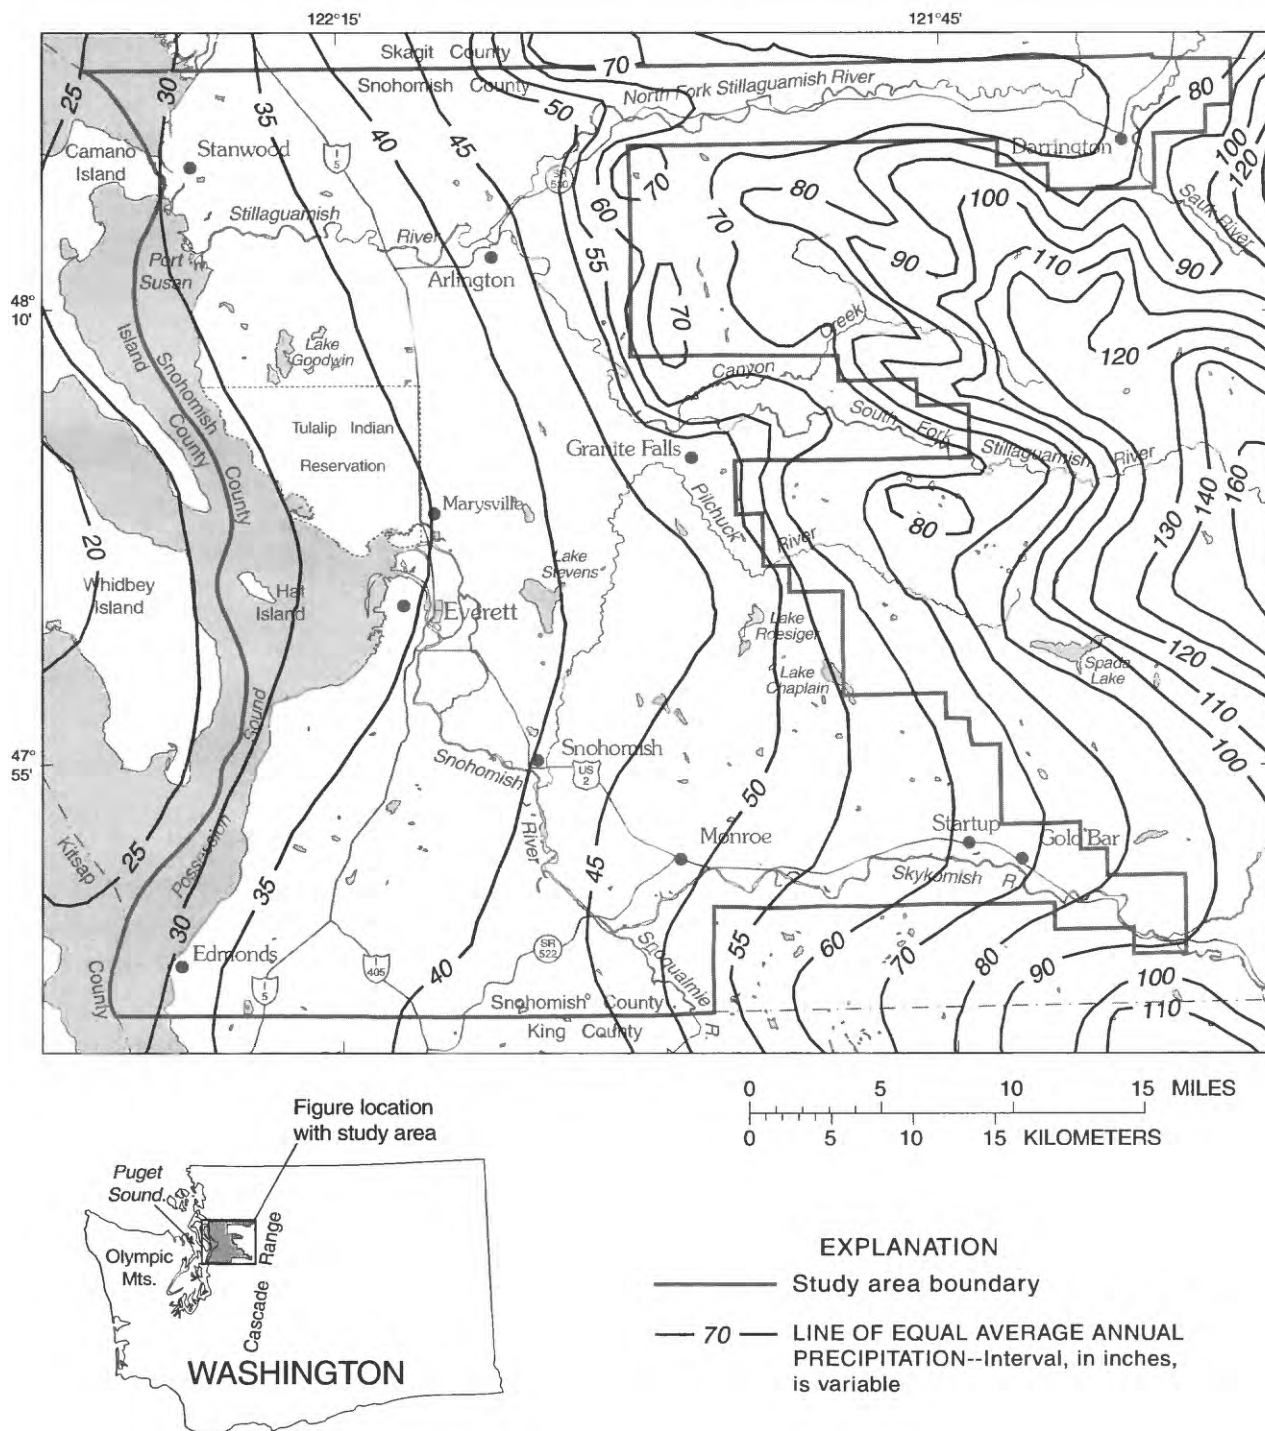 122°15'
121°45'
Skagit County
Snohomish County
North Fork Stillaguamish River
25
30
35
40
45
50
70
80
100
120
Camano
Island
Stanwood
I
5
SR
530
Darrington
Sauk River
Stillaguamish
River
Port
Susan
Arlington
60
55
70
70
70
80
90
100
110
90
120
48°
10'
Island
Snohomish
County
County
Lake
Goodwin
Creek
Canyon
South Fork
Stillaguamish
River
Tulalip Indian
Reservation
Granite Falls
Pilchuck
River
Marysville
80
130
140
160
20
Whidbey
Island
Hat
Island
Lake
Stevens
Everett
Lake
Roesiger
Lake
Chaplain
Spada
Lake
120
110
100
47°
55'
Sound
Possession
Snohomish
River
Snohomish
US
2
Monroe
Startup
Gold Bar
Skykomish R.
Kitsap
County
25
30
35
40
45
50
55
60
70
80
90
100
110
Edmonds
I
5
I
405
SR
522
Snoqualmie
R.
Snohomish County
King County
0 5 10 15 MILES
0 5 10 15 KILOMETERS
Figure location
with study area
Puget
Sound
Olympic
Mts.
Cascade Range
WASHINGTON
EXPLANATION
Study area boundary
70 LINE OF EQUAL AVERAGE ANNUAL
PRECIPITATION--Interval, in inches,
is variable